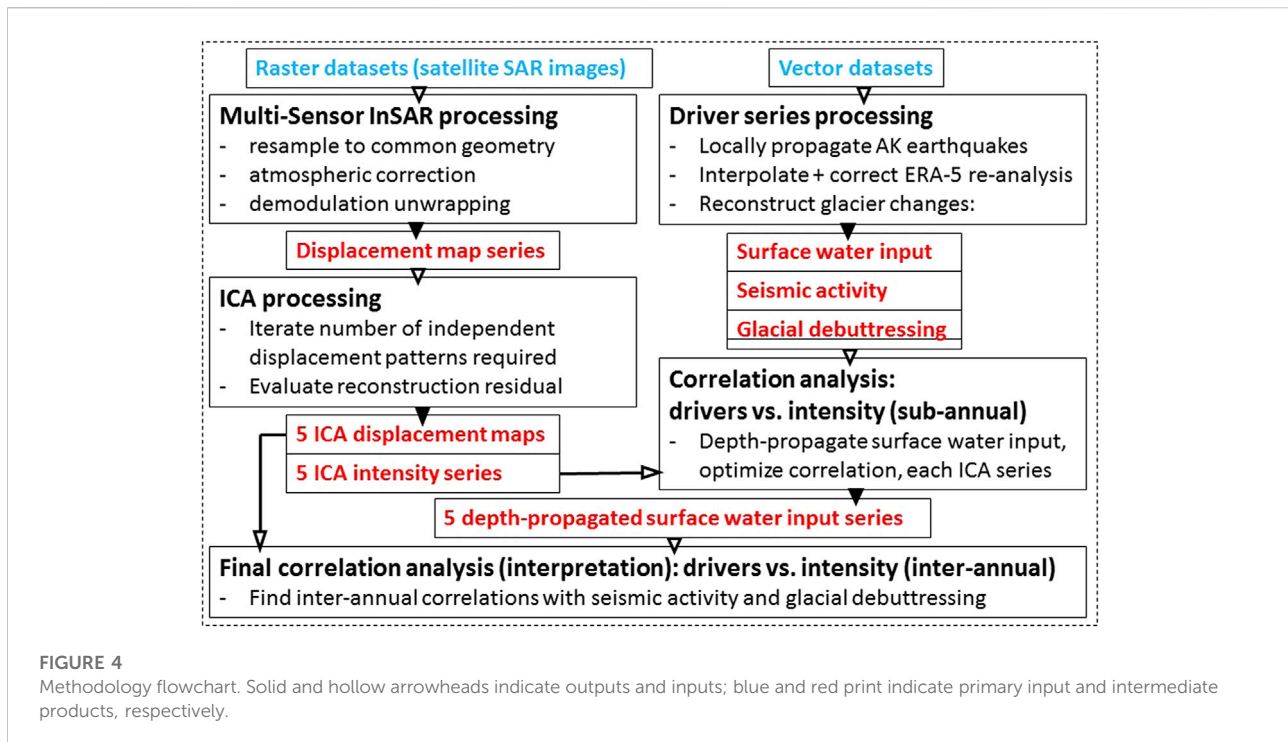 Raster datasets (satellite SAR images)
Multi-Sensor InSAR processing
- resample to common geometry
- atmospheric correction
- demodulation unwrapping
Displacement map series
ICA processing
- Iterate number of independent
displacement patterns required
- Evaluate reconstruction residual
5 ICA displacement maps
5 ICA intensity series
Vector datasets
Driver series processing
- Locally propagate AK earthquakes
- Interpolate + correct ERA-5 re-analysis
- Reconstruct glacier changes:
Surface water input
Seismic activity
Glacial debuttressing
Correlation analysis:
drivers vs. intensity (sub-annual)
- Depth-propagate surface water input,
optimize correlation, each ICA series
5 depth-propagated surface water input series
Final correlation analysis (interpretation): drivers vs. intensity (inter-annual)
- Find inter-annual correlations with seismic activity and glacial debuttressing
FIGURE 4
Methodology flowchart. Solid and hollow arrowheads indicate outputs and inputs; blue and red print indicate primary input and intermediate
products, respectively.